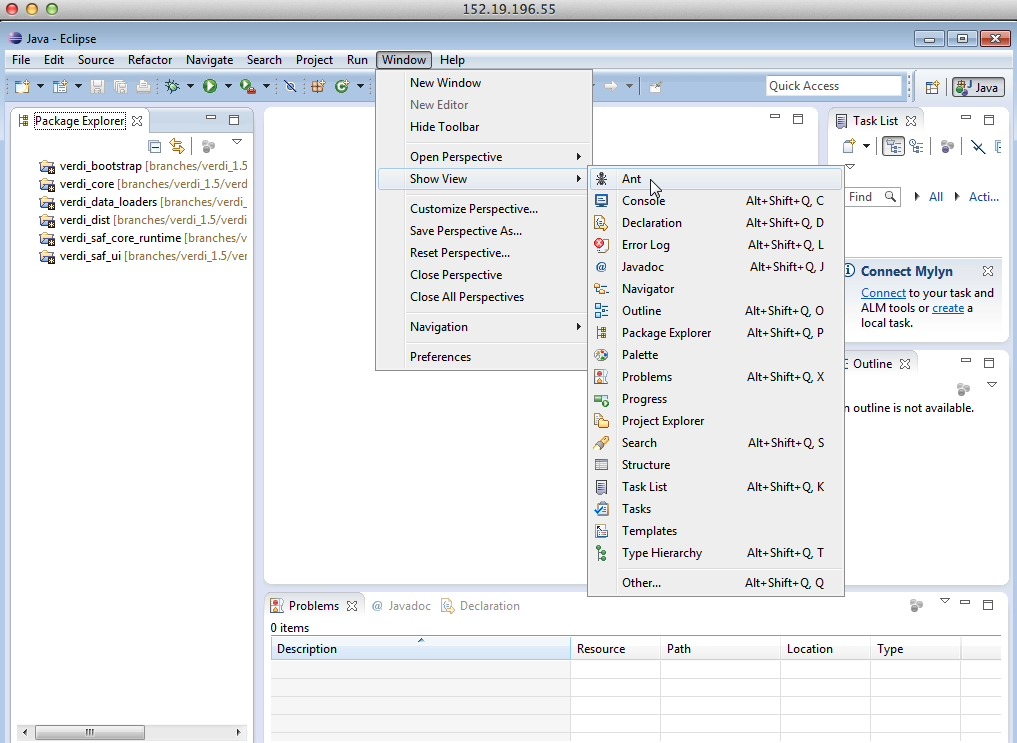 152.19.196.55
Java - Eclipse
File Edit Source Refactor Navigate Search Project Run Window Help
Quick Access
Java
Package Explorer
verdi_bootstrap [branches/verdi_1.5
verdi_core [branches/verdi_1.5/verd
verdi_data_loaders [branches/verdi_
verdi_dist [branches/verdi_1.5/verdi
verdi_saf_core_runtime [branches/v
verdi_saf_ui [branches/verdi_1.5/ver
New Window
New Editor
Hide Toolbar
Open Perspective
Show View
Customize Perspective...
Save Perspective As...
Reset Perspective...
Close Perspective
Close All Perspectives
Navigation
Preferences
Ant
Console Alt+Shift+Q, C
Declaration Alt+Shift+Q, D
Error Log Alt+Shift+Q, L
Javadoc Alt+Shift+Q, J
Navigator
Outline Alt+Shift+Q, O
Package Explorer Alt+Shift+Q, P
Palette
Problems Alt+Shift+Q, X
Progress
Project Explorer
Search Alt+Shift+Q, S
Structure
Task List Alt+Shift+Q, K
Tasks
Templates
Type Hierarchy Alt+Shift+Q, T
Other... Alt+Shift+Q, Q
Task List
Find All Acti...
Connect Mylyn
Connect to your task and
ALM tools or create a
local task.
Outline
n outline is not available.
Problems @ Javadoc Declaration
0 items
Description Resource Path Location Type